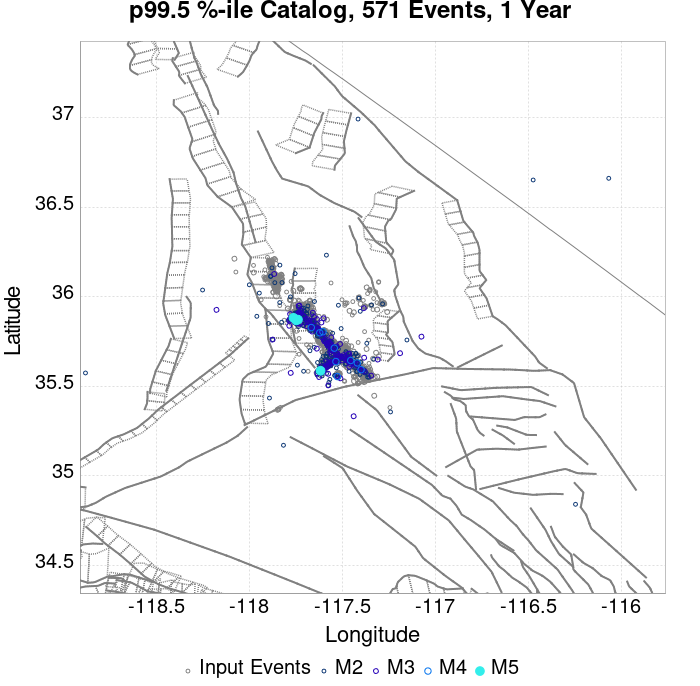 p99.5 %-ile Catalog, 571 Events, 1 Year
37
36.5
36
35.5
35
34.5
Latitude
-118.5 -118 -117.5 -117 -116.5 -116
Longitude
Input Events M2 M3 M4 M5